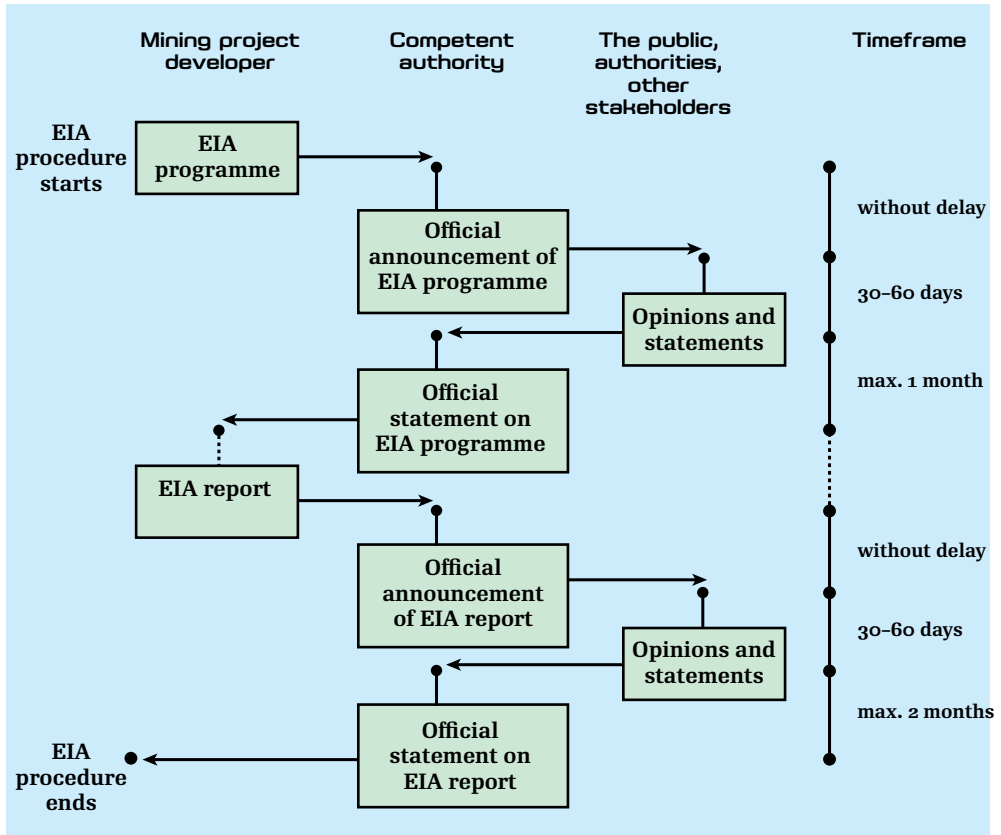 Mining project
developer
Competent
authority
The public,
authorities,
other
stakeholders
Timeframe
EIA
procedure
starts
EIA
programme
without delay
Official
announcement of
EIA programme
30–60 days
Opinions and
statements
max. 1 month
Official
statement on
EIA programme
EIA report
without delay
Official
announcement
of EIA report
30–60 days
Opinions and
statements
max. 2 months
Official
statement on
EIA report
EIA
procedure
ends